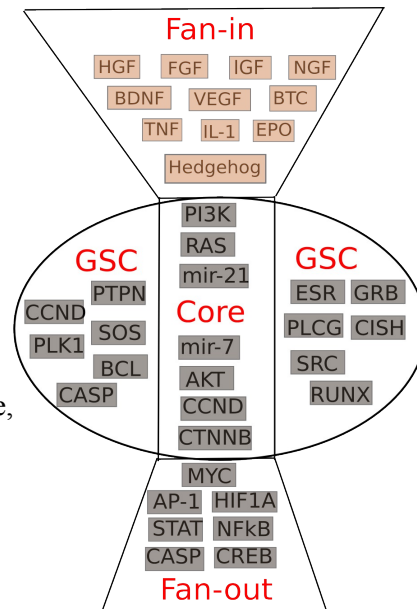 Fan-in
HGF FGF IGF NGF
BDNF VEGF BTC
TNF IL-1 EPO
Hedgehog
PI3K
RAS
mir-21
GSC
PTPN
CCND
SOS
PLK1
BCL
CASP
Core
mir-7
AKT
CCND
CTNNB
GSC
ESR GRB
PLCG CISH
SRC
RUNX
e,
MYC
AP-1 HIF1A
STAT NFkB
CASP CREB
Fan-out